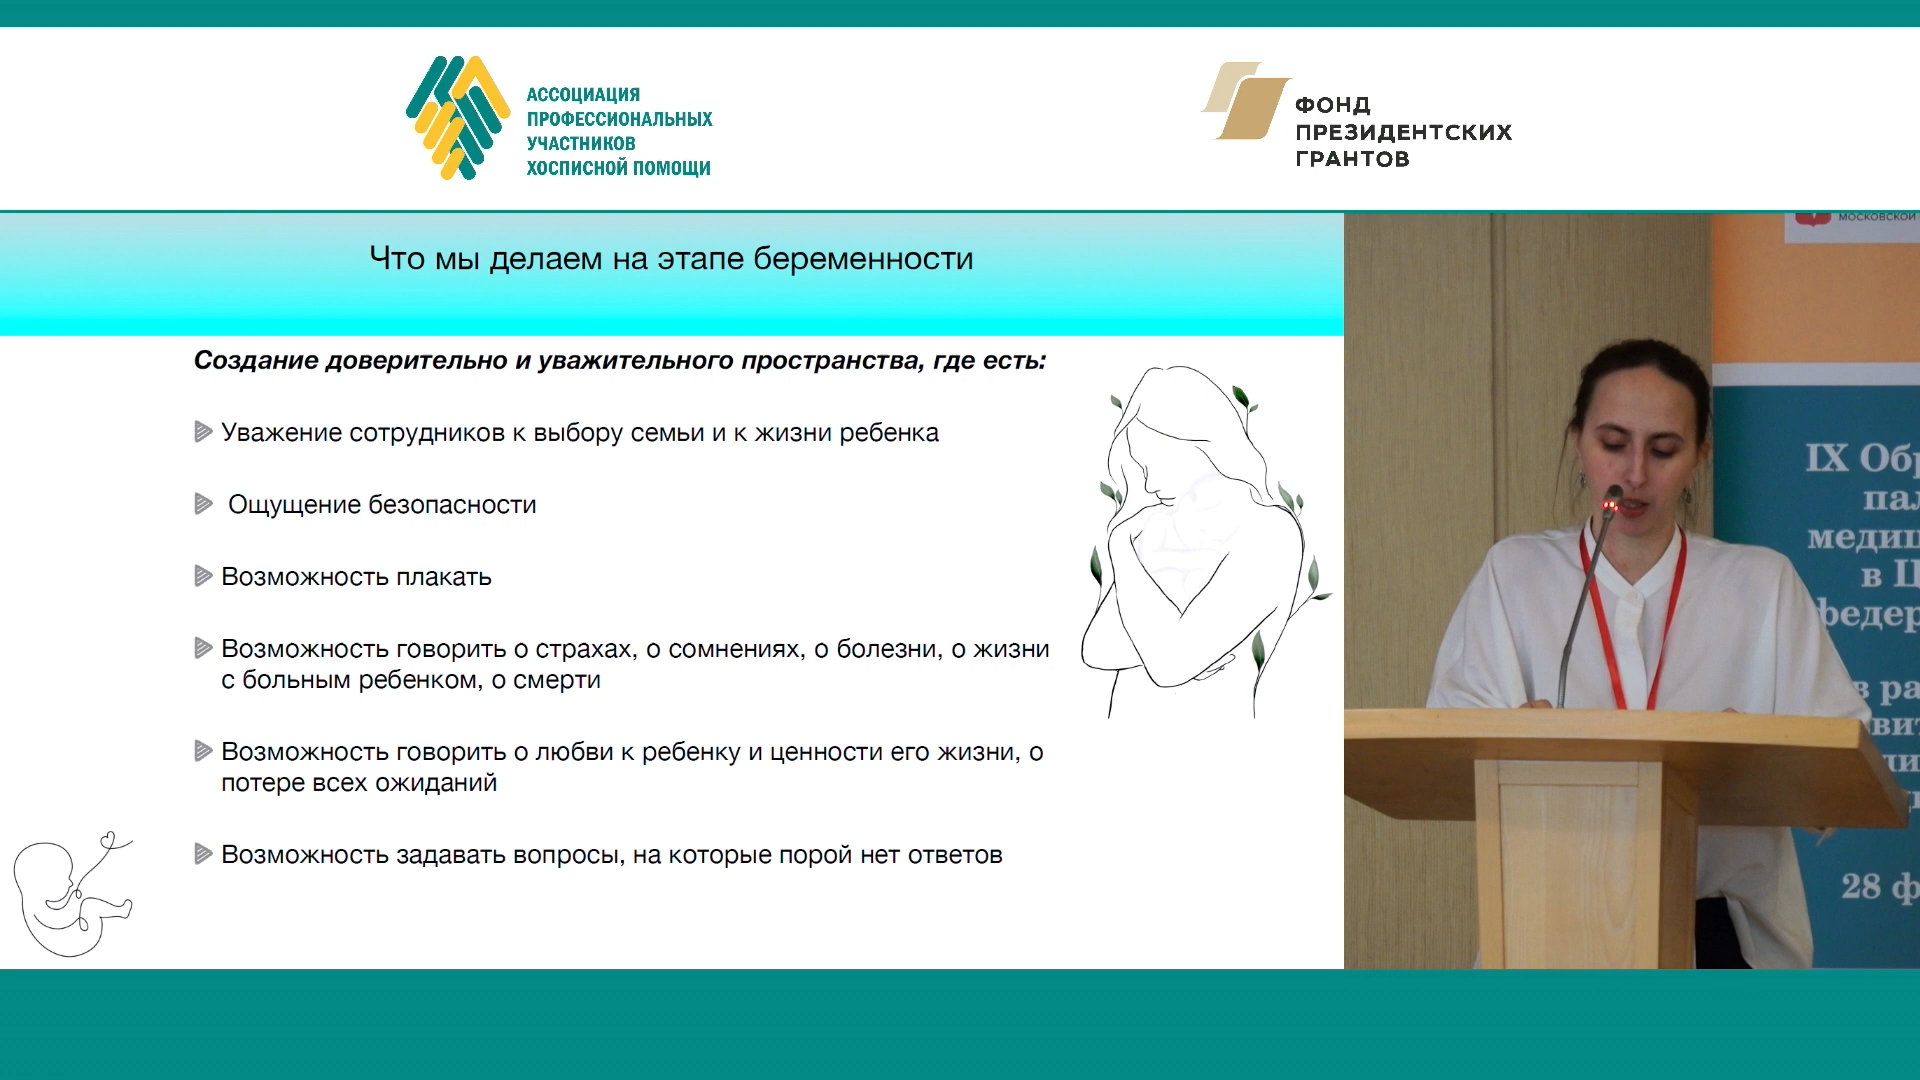 АССОЦИАЦИЯ
ПРОФЕССИОНАЛЬНЫХ
УЧАСТНИКОВ
ХОСПИСНОЙ ПОМОЩИ
ФОНД
ПРЕЗИДЕНТСКИХ
ГРАНТОВ
Что мы делаем на этапе беременности
Создание доверительно и уважительного пространства, где есть:
Уважение сотрудников к выбору семьи и к жизни ребенка
Ощущение безопасности
Возможность плакать
Возможность говорить о страхах, о сомнениях, о болезни, о жизни
с больным ребенком, о смерти
Возможность говорить о любви к ребенку и ценности его жизни, о
потере всех ожиданий
Возможность задавать вопросы, на которые порой нет ответов
МОСКОВСКОЙ
IX Обр
пал
медиц
в Ц
федер
в ра
28 ф